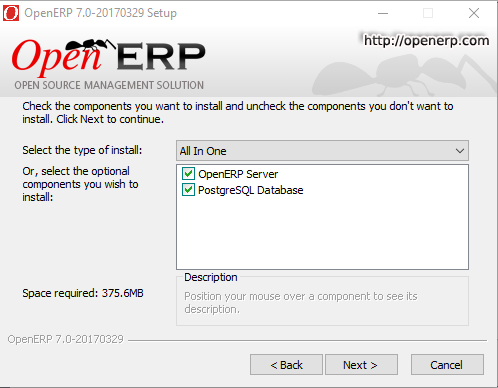 OpenERP 7.0-20170329 Setup
http://openerp.com
Open ERP
OPEN SOURCE MANAGEMENT SOLUTION
Check the components you want to install and uncheck the components you don't want to
install. Click Next to continue.
Select the type of install:
All In One
Or, select the optional
components you wish to
install:
OpenERP Server
PostgreSQL Database
Space required: 375.6MB
Description
Position your mouse over a component to see its
description.
OpenERP 7.0-20170329
< Back
Next >
Cancel